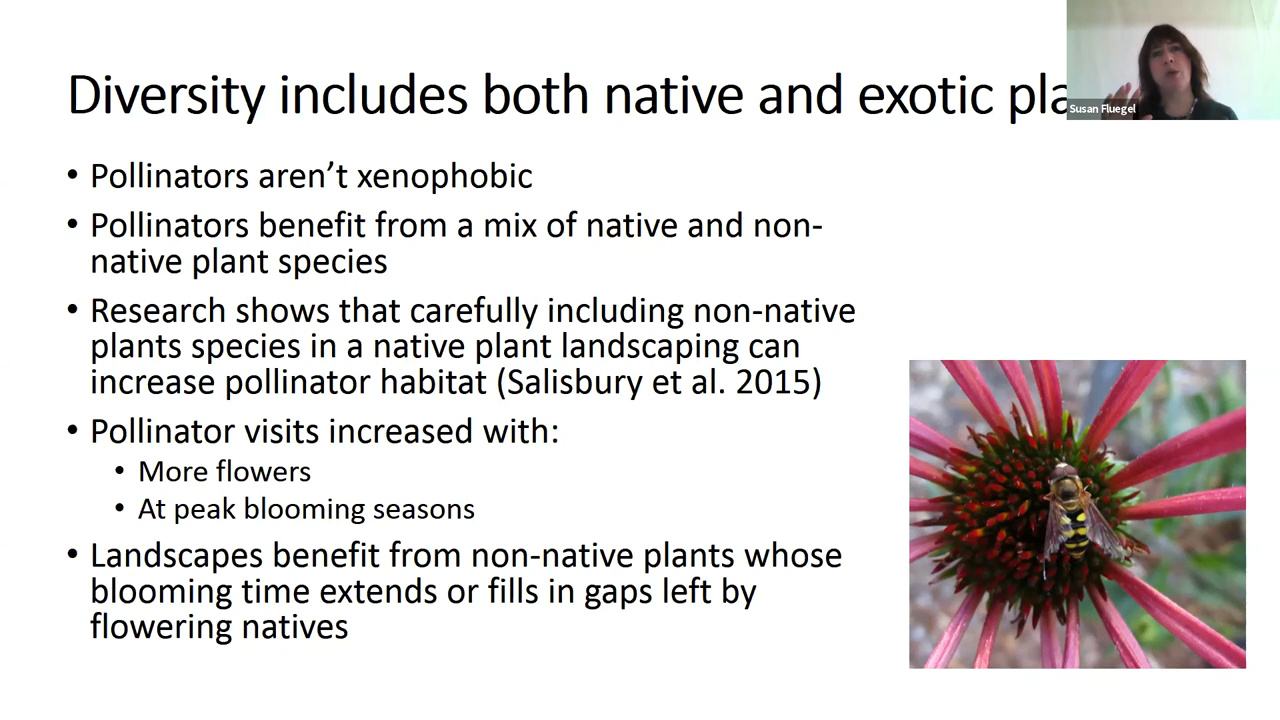 Diversity includes both native and exotic pla
Susan Fluegel
• Pollinators aren’t xenophobic
• Pollinators benefit from a mix of native and non-
native plant species
• Research shows that carefully including non-native
plants species in a native plant landscaping can
increase pollinator habitat (Salisbury et al. 2015)
• Pollinator visits increased with:
• More flowers
• At peak blooming seasons
• Landscapes benefit from non-native plants whose
blooming time extends or fills in gaps left by
flowering natives